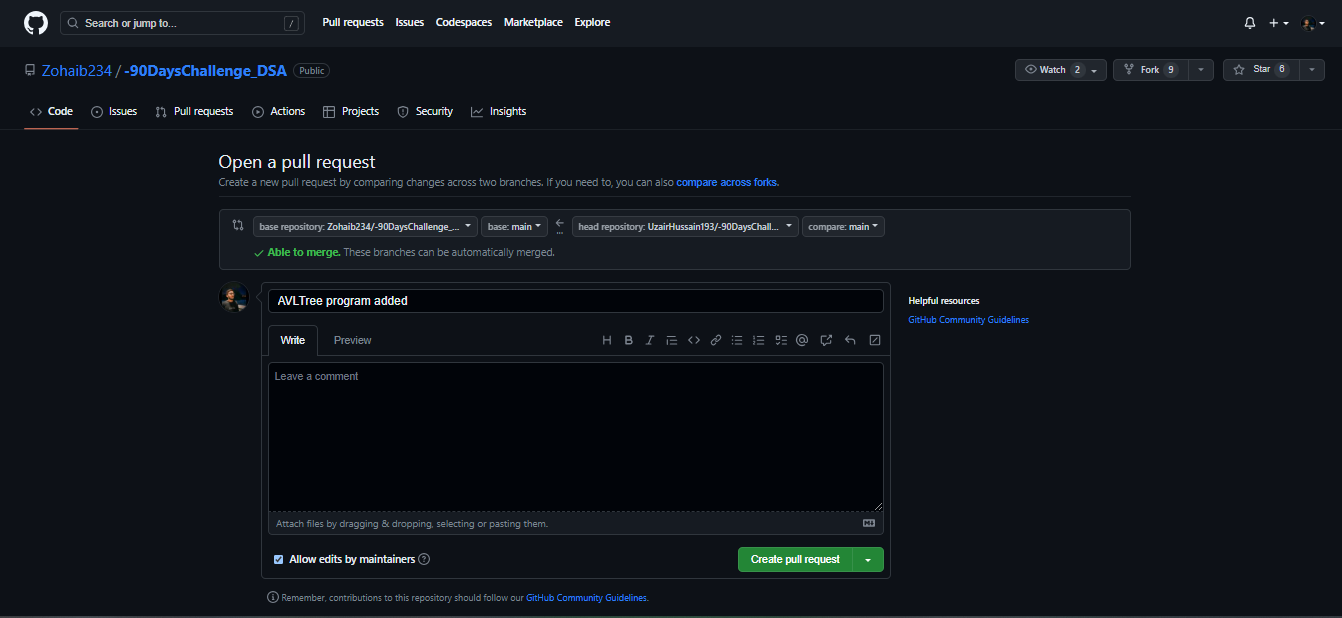 Search or jump to... / Pull requests Issues Codespaces Marketplace Explore
Zohaib234 / -90DaysChallenge_DSA Public Watch 2 Fork 9 Star 6
Code Issues Pull requests Actions Projects Security Insights
Open a pull request
Create a new pull request by comparing changes across two branches. If you need to, you can also compare across forks.
base repository: Zohaib234/-90DaysChallenge_... base: main head repository: UzairHussain193/-90DaysChall... compare: main
Able to merge. These branches can be automatically merged.
AVLTree program added
Helpful resources
GitHub Community Guidelines
Write Preview
Leave a comment
Attach files by dragging & dropping, selecting or pasting them.
Allow edits by maintainers
Create pull request
Remember, contributions to this repository should follow our GitHub Community Guidelines.